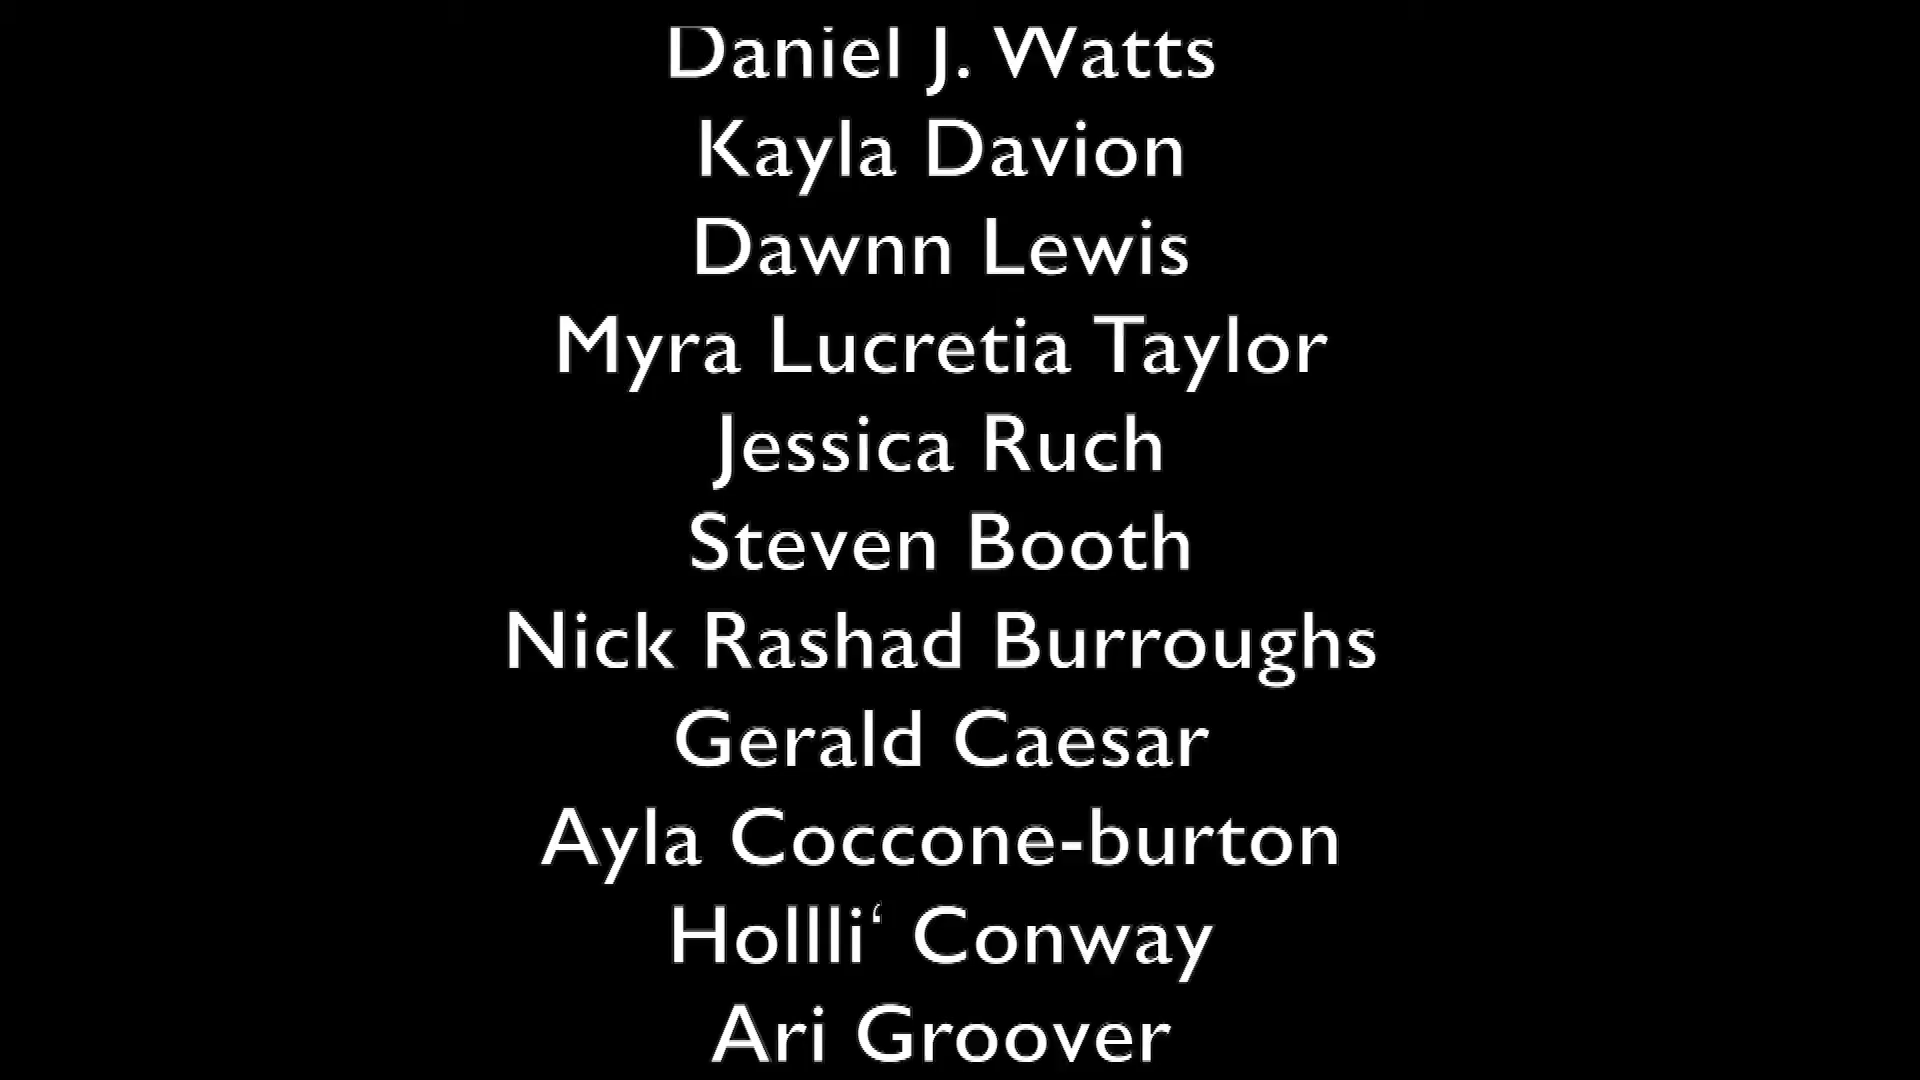 Daniel J. Watts
Kayla Davion
Dawnn Lewis
Myra Lucretia Taylor
Jessica Ruch
Steven Booth
Nick Rashad Burroughs
Gerald Caesar
Ayla Coccone-burton
Hollli‘ Conway
Ari Groover